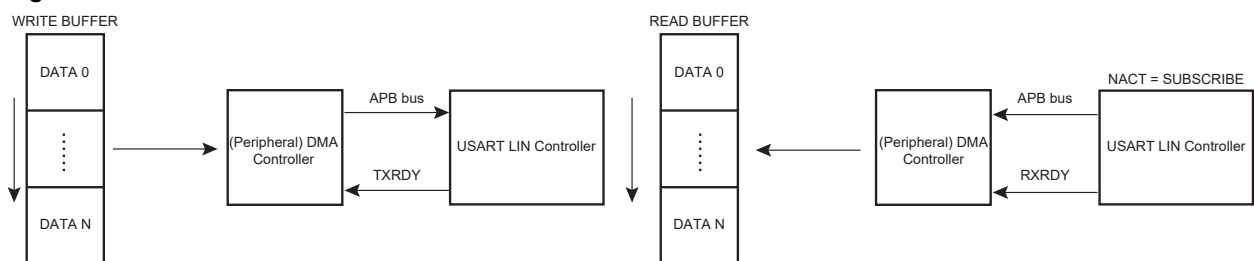 WRITE BUFFER
DATA 0
DATA N
(Peripheral) DMA
Controller
APB bus
TXRDY
USART LIN Controller
READ BUFFER
DATA 0
DATA N
(Peripheral) DMA
Controller
NACT = SUBSCRIBE
APB bus
RXRDY
USART LIN Controller